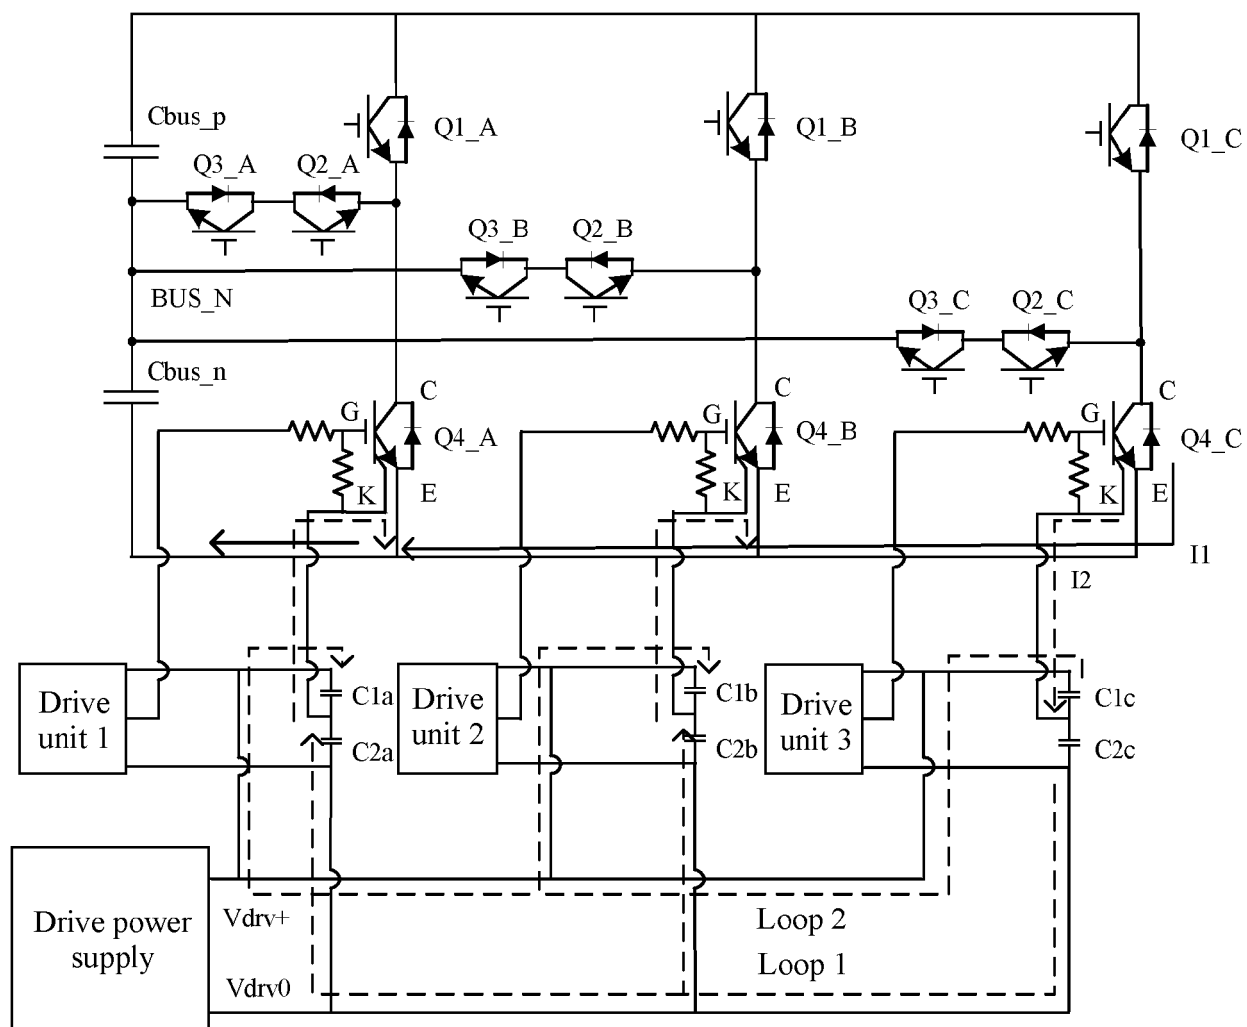 Cbus_p
Q1_A
Q1_B
Q1_C
Q3_A
Q2_A
Q3_B
Q2_B
BUS_N
Q3_C
Q2_C
Cbus_n
C
C
C
G
Q4_A
G
Q4_B
G
Q4_C
K
E
K
E
K
E
I1
I2
Drive
unit 1
C1a
C2a
Drive
unit 2
C1b
C2b
Drive
unit 3
C1c
C2c
Drive power
supply
Vdrv+
Vdrv0
Loop 2
Loop 1